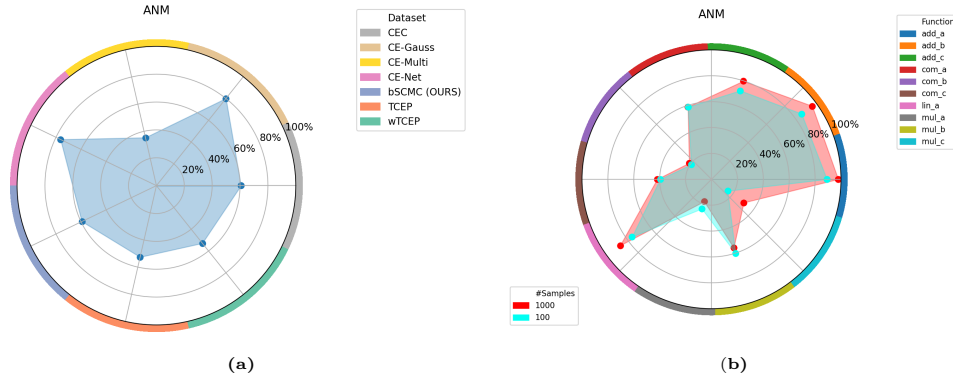 ANM
Dataset
CEC
CE-Gauss
CE-Multi
CE-Net
bSCMC (OURS)
TCEP
wTCEP
20%
40%
60%
80%
100%
(a)
ANM
Function
add_a
add_b
add_c
com_a
com_b
com_c
lin_a
mul_a
mul_b
mul_c
20%
40%
60%
80%
100%
#Samples
1000
100
(b)